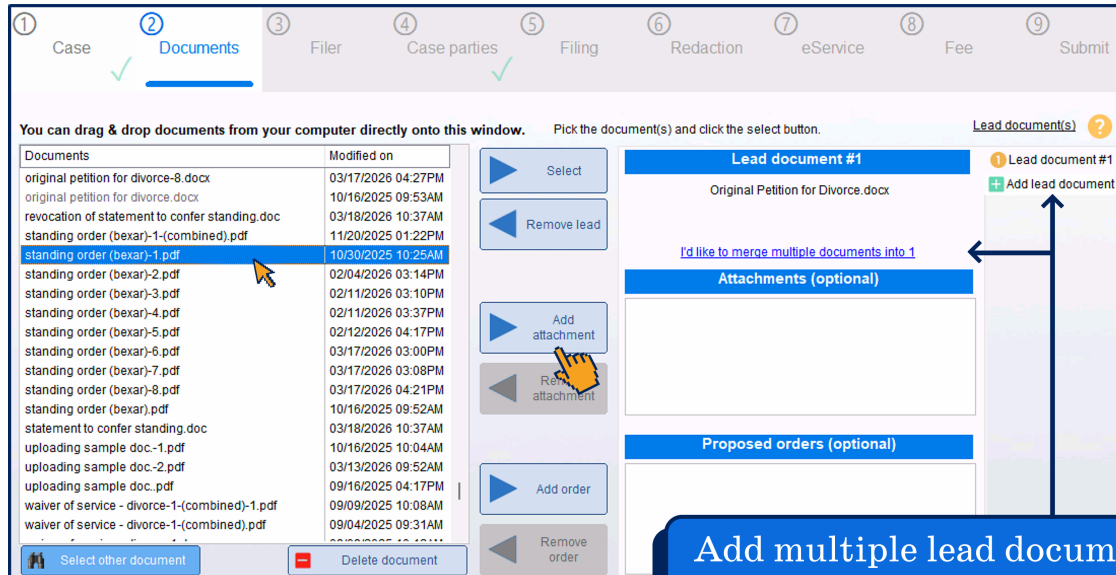 1 2 3 4 5 6 7 8 9
Case Documents Filer Case parties Filing Redaction eService Fee Submit
You can drag & drop documents from your computer directly onto this window. Pick the document(s) and click the select button. Lead document(s) ?
Documents Modified on
original petition for divorce-8.docx 03/17/2026 04:27PM
original petition for divorce.docx 10/16/2025 09:53AM
revocation of statement to confer standing.doc 03/18/2026 10:37AM
standing order (bexar)-1-(combined).pdf 11/20/2025 01:22PM
standing order (bexar)-1.pdf 10/30/2025 10:25AM
standing order (bexar)-2.pdf 02/04/2026 03:14PM
standing order (bexar)-3.pdf 02/11/2026 03:10PM
standing order (bexar)-4.pdf 02/11/2026 03:37PM
standing order (bexar)-5.pdf 02/12/2026 04:17PM
standing order (bexar)-6.pdf 03/17/2026 03:00PM
standing order (bexar)-7.pdf 03/17/2026 03:08PM
standing order (bexar)-8.pdf 03/17/2026 04:21PM
standing order (bexar).pdf 10/16/2025 09:52AM
statement to confer standing.doc 03/18/2026 10:37AM
uploading sample doc.-1.pdf 10/16/2025 10:04AM
uploading sample doc.-2.pdf 03/13/2026 09:52AM
uploading sample doc..pdf 09/16/2025 04:17PM
waiver of service - divorce-1-(combined)-1.pdf 09/09/2025 10:08AM
waiver of service - divorce-1-(combined).pdf 09/04/2025 09:31AM
Select other document Delete document
Select
Remove lead
Add
attachment
attachment
Add order
Remove
order
Lead document #1
Original Petition for Divorce.docx
I'd like to merge multiple documents into 1
Attachments (optional)
Proposed orders (optional)
1 Lead document #1
Add lead document
Add multiple lead docum